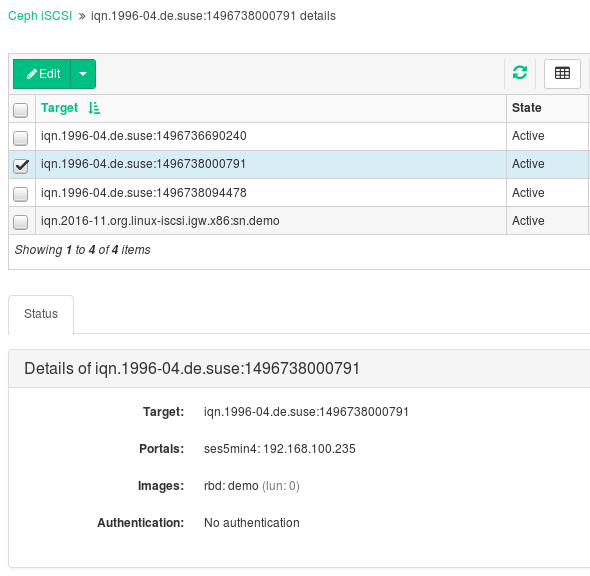 Ceph iSCSI » iqn.1996-04.de.suse:1496738000791 details
Edit
Target State
iqn.1996-04.de.suse:1496736690240 Active
iqn.1996-04.de.suse:1496738000791 Active
iqn.1996-04.de.suse:1496738094478 Active
iqn.2016-11.org.linux-iscsi.igw.x86:sn.demo Active
Showing 1 to 4 of 4 items
Status
Details of iqn.1996-04.de.suse:1496738000791
Target: iqn.1996-04.de.suse:1496738000791
Portals: ses5min4: 192.168.100.235
Images: rbd: demo (lun: 0)
Authentication: No authentication